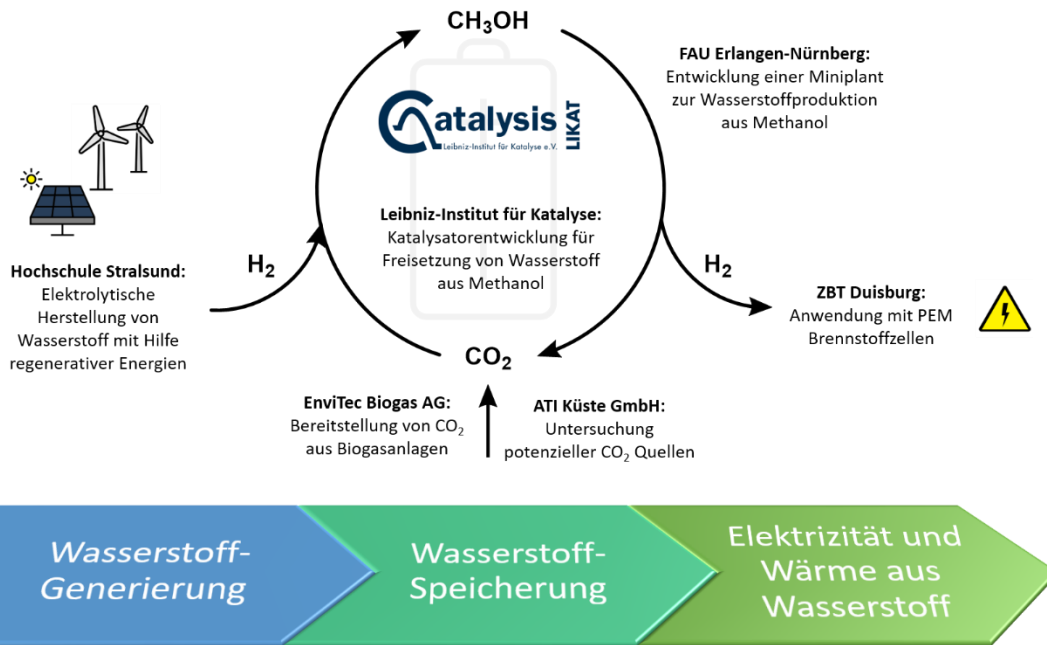 CH₃OH
FAU Erlangen-Nürnberg:
Entwicklung einer Miniplant
zur Wasserstoffproduktion
aus Methanol
Catalysis
LIKAT
Leibniz-Institut für Katalyse e.V.
Leibniz-Institut für Katalyse:
Katalysatorentwicklung für
Freisetzung von Wasserstoff
aus Methanol
H₂
H₂
Hochschule Stralsund:
Elektrolytische
Herstellung von
Wasserstoff mit Hilfe
regenerativer Energien
ZBT Duisburg:
Anwendung mit PEM
Brennstoffzellen
CO₂
EnviTec Biogas AG:
Bereitstellung von CO₂
aus Biogasanlagen
ATI Küste GmbH:
Untersuchung
potenzieller CO₂ Quellen
Wasserstoff-
Generierung
Wasserstoff-
Speicherung
Elektrizität und
Wärme aus
Wasserstoff